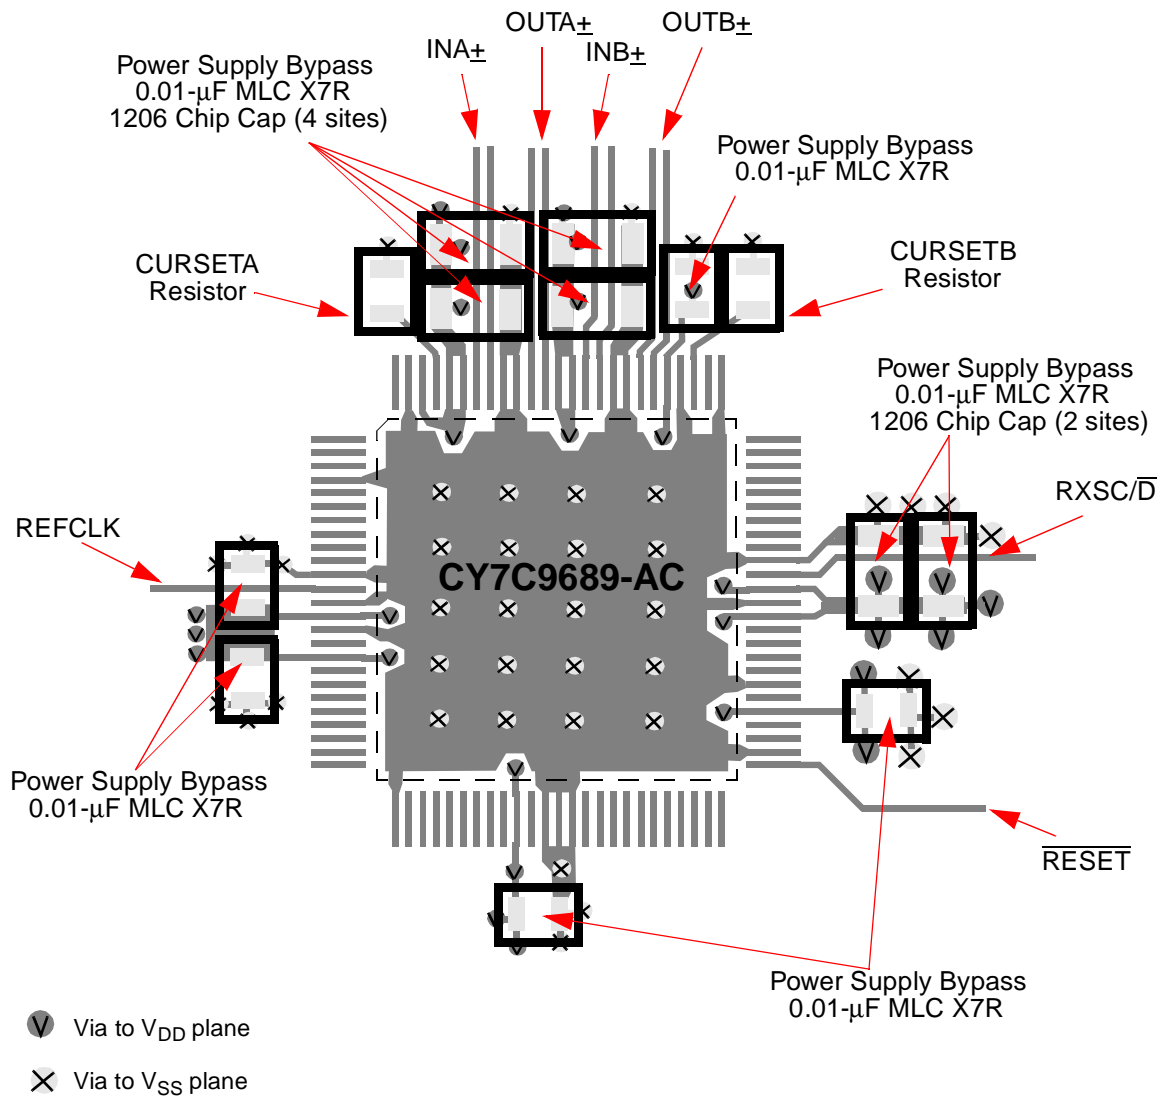 OUTA±
OUTB±
INA±
INB±
Power Supply Bypass
0.01-μF MLC X7R
1206 Chip Cap (4 sites)
Power Supply Bypass
0.01-μF MLC X7R
CURSETA
Resistor
CURSETB
Resistor
Power Supply Bypass
0.01-μF MLC X7R
1206 Chip Cap (2 sites)
RXSC/D̅
REFCLK
CY7C9689-AC
Power Supply Bypass
0.01-μF MLC X7R
R̅E̅S̅E̅T̅
Power Supply Bypass
0.01-μF MLC X7R
V Via to VDD plane
Via to VSS plane